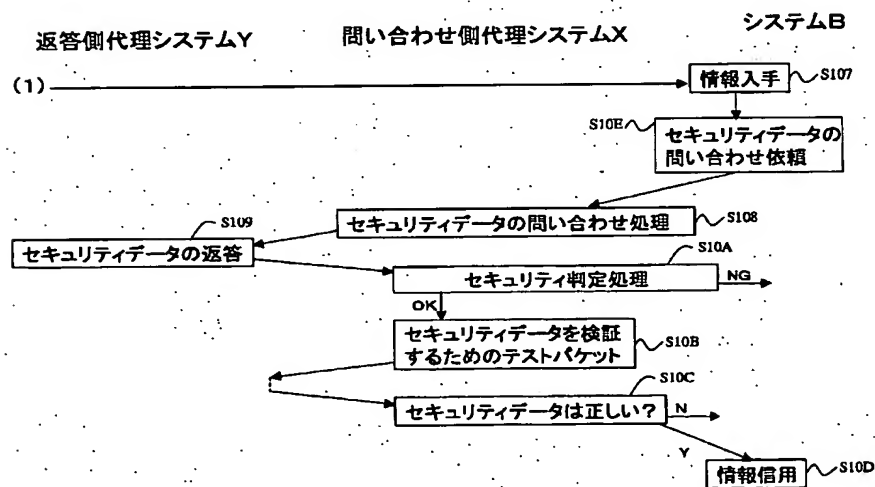 返答側代理システムY
問い合わせ側代理システムX
システムB
(1)
情報入手
S107
S10E
セキュリティデータの
問い合わせ依頼
セキュリティデータの問い合わせ処理
S108
S109
セキュリティデータの返答
S10A
セキュリティ判定処理
NG
OK
セキュリティデータを検証
するためのテストパケット
S10B
S10C
セキュリティデータは正しい?
N
Y
情報信用
S10D